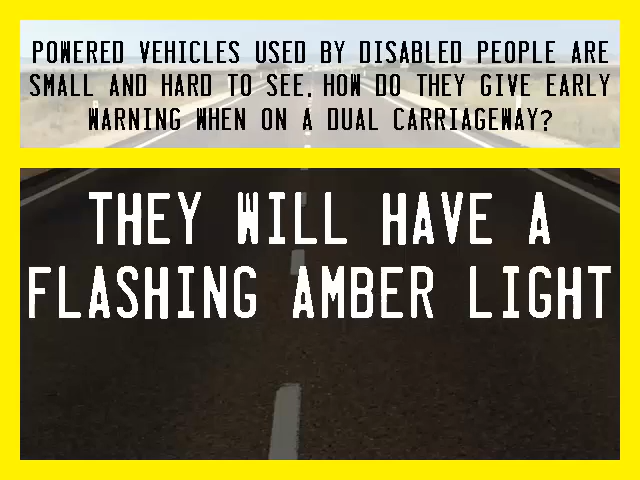 POWERED VEHICLES USED BY DISABLED PEOPLE ARE
SMALL AND HARD TO SEE. HOW DO THEY GIVE EARLY
WARNING WHEN ON A DUAL CARRIAGEWAY?
THEY WILL HAVE A
FLASHING AMBER LIGHT